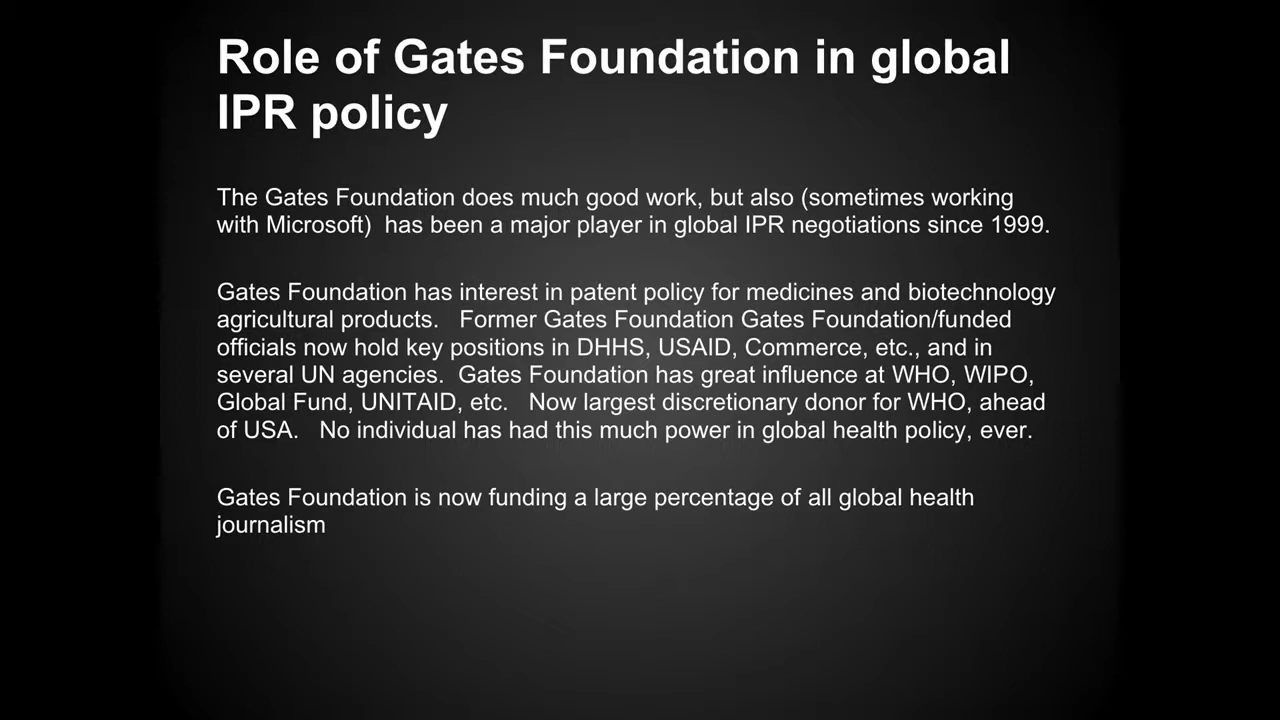 Role of Gates Foundation in global
IPR policy
The Gates Foundation does much good work, but also (sometimes working
with Microsoft)  has been a major player in global IPR negotiations since 1999.
Gates Foundation has interest in patent policy for medicines and biotechnology
agricultural products.   Former Gates Foundation Gates Foundation/funded
officials now hold key positions in DHHS, USAID, Commerce, etc., and in
several UN agencies.  Gates Foundation has great influence at WHO, WIPO,
Global Fund, UNITAID, etc.   Now largest discretionary donor for WHO, ahead
of USA.   No individual has had this much power in global health policy, ever.
Gates Foundation is now funding a large percentage of all global health
journalism